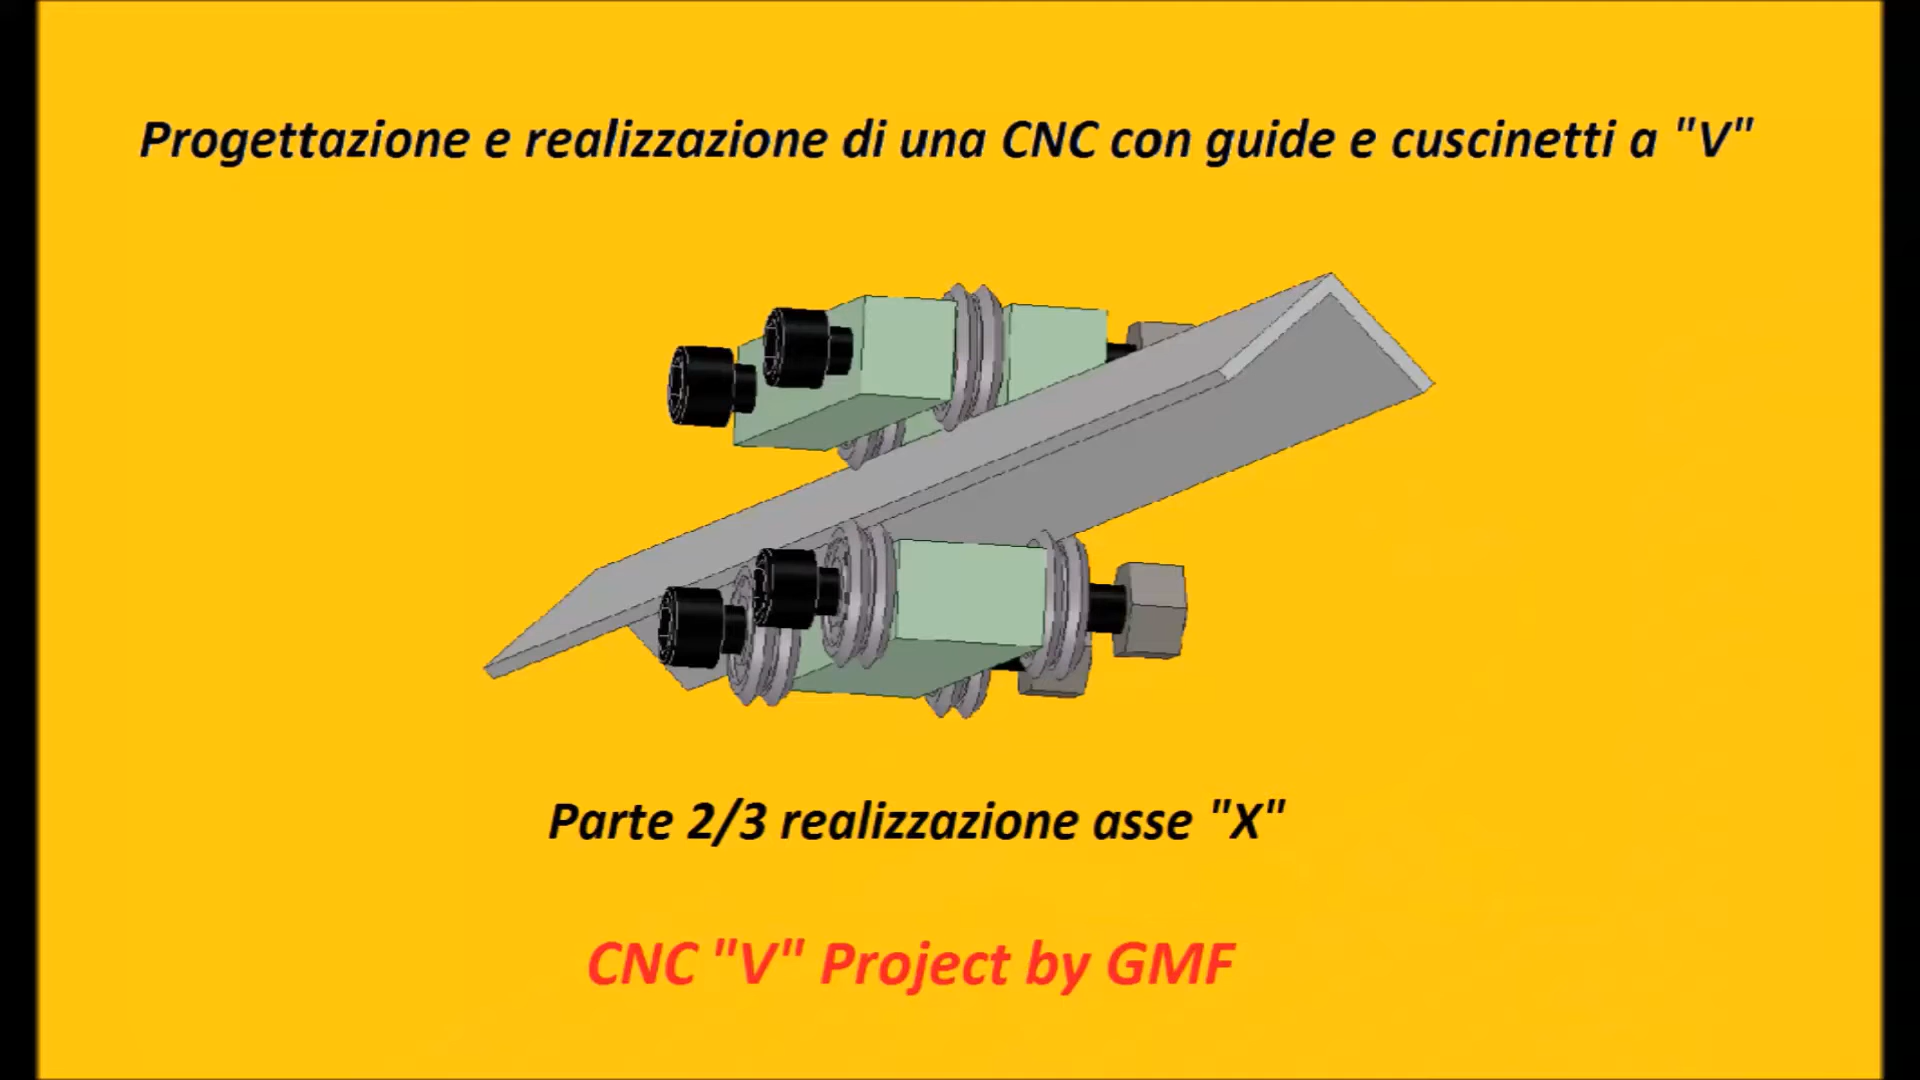 Progettazione e realizzazione di una CNC con guide e cuscinetti a "V"
Parte 2/3 realizzazione asse "X"
CNC "V" Project by GMF